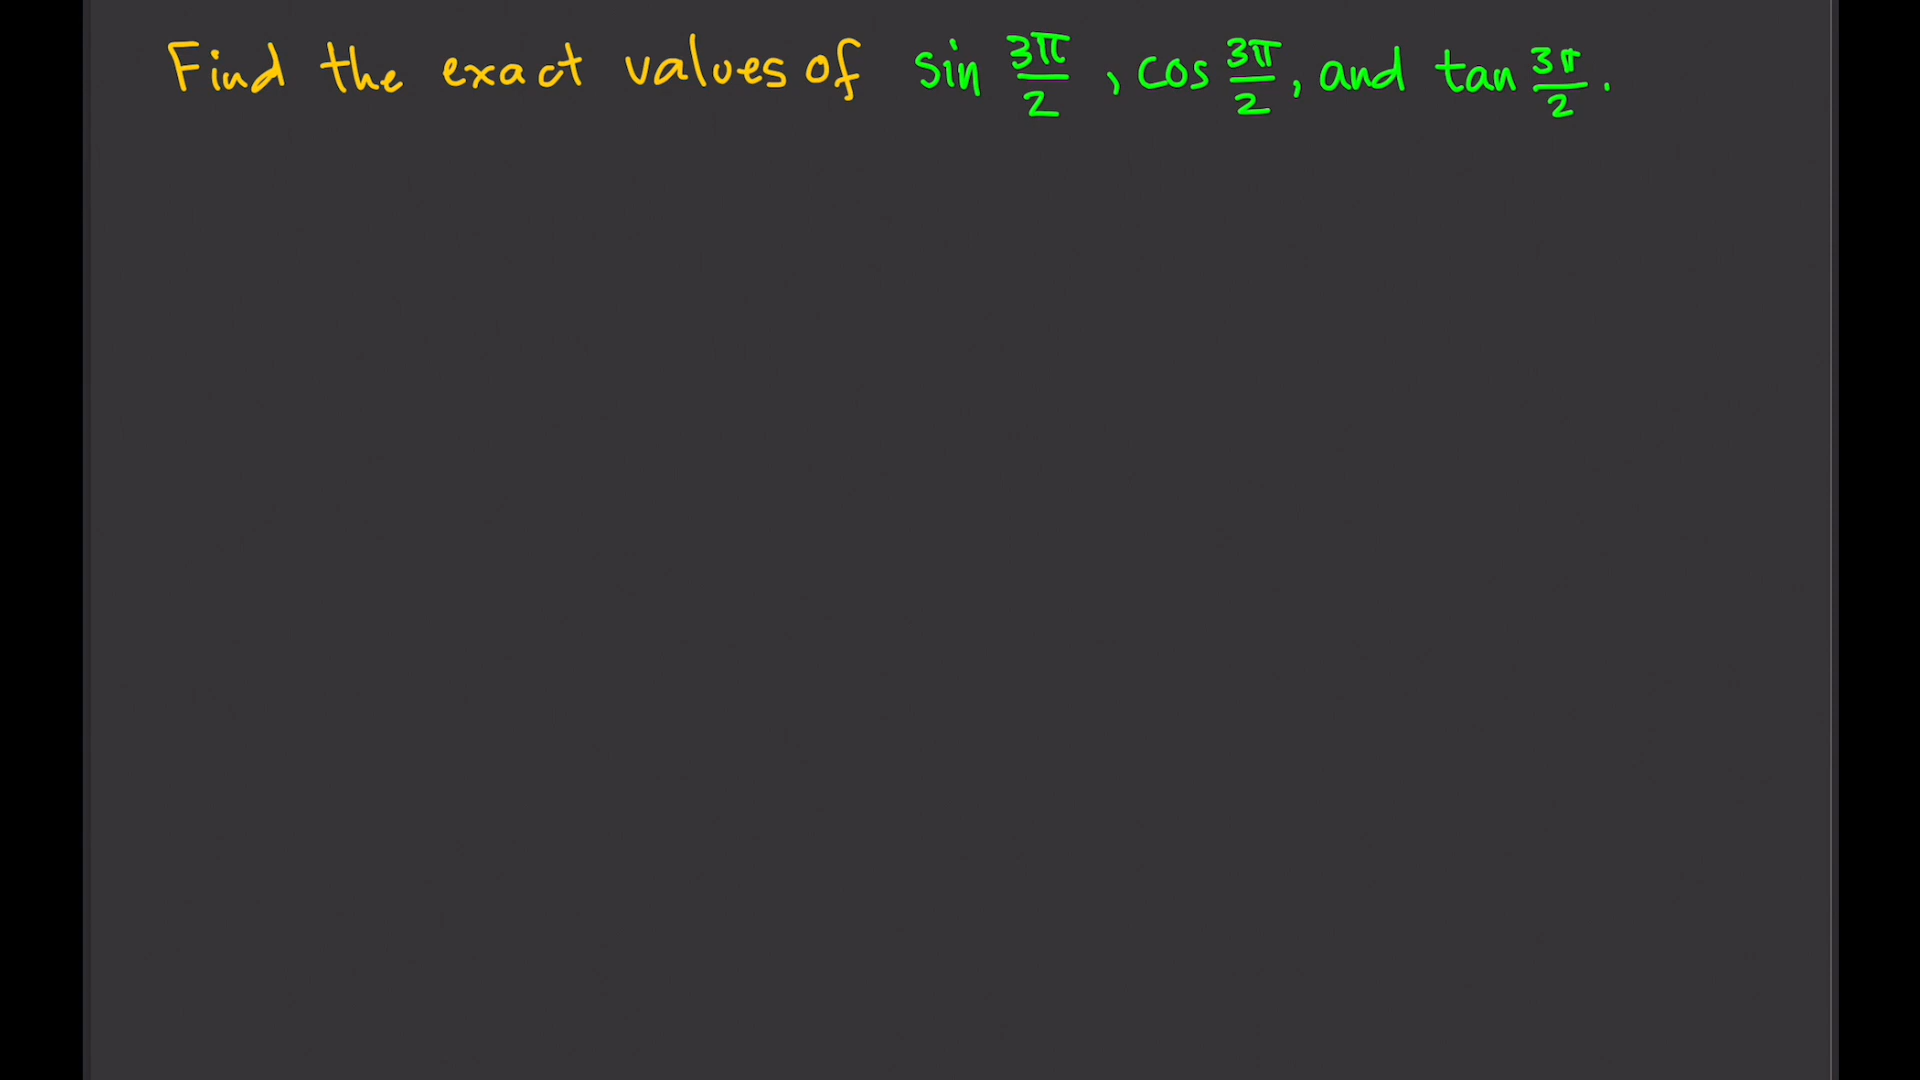 Find the exact values of sin 3π/2, cos 3π/2, and tan 3π/2.